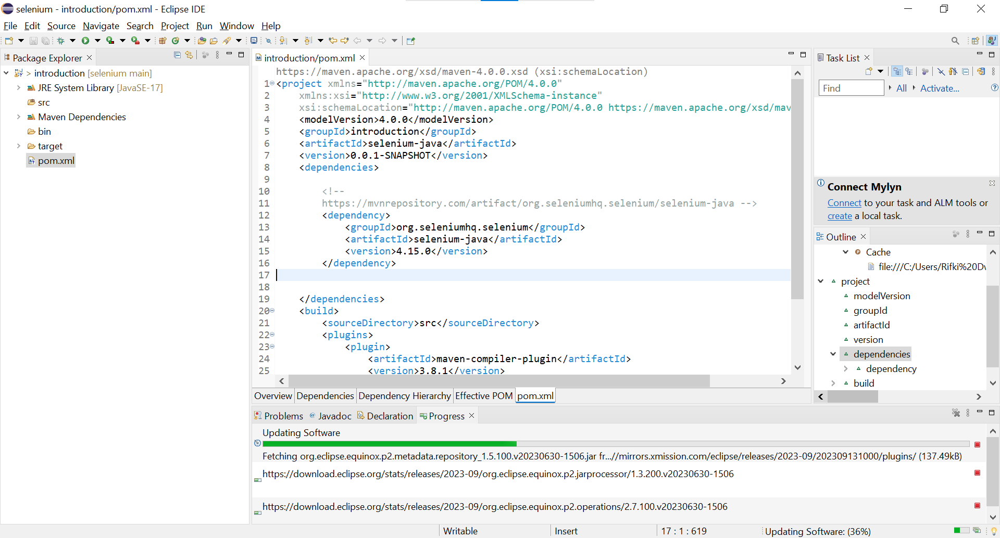 selenium - introduction/pom.xml - Eclipse IDE
File Edit Source Navigate Search Project Run Window Help
Package Explorer
> introduction [selenium main]
JRE System Library [JavaSE-17]
src
Maven Dependencies
bin
target
pom.xml
introduction/pom.xml
https://maven.apache.org/xsd/maven-4.0.0.xsd (xsi:schemaLocation)
1 <project xmlns="http://maven.apache.org/POM/4.0.0"
2 xmlns:xsi="http://www.w3.org/2001/XMLSchema-instance"
3 xsi:schemaLocation="http://maven.apache.org/POM/4.0.0 https://maven.apache.org/xsd/mav
4 <modelVersion>4.0.0</modelVersion>
5 <groupId>introduction</groupId>
6 <artifactId>selenium-java</artifactId>
7 <version>0.0.1-SNAPSHOT</version>
8 <dependencies>
9
10 <!--
11 https://mvnrepository.com/artifact/org.seleniumhq.selenium/selenium-java -->
12 <dependency>
13 <groupId>org.seleniumhq.selenium</groupId>
14 <artifactId>selenium-java</artifactId>
15 <version>4.15.0</version>
16 </dependency>
17
18
19 </dependencies>
20 <build>
21 <sourceDirectory>src</sourceDirectory>
22 <plugins>
23 <plugin>
24 <artifactId>maven-compiler-plugin</artifactId>
25 <version>3.8.1</version>
Overview Dependencies Dependency Hierarchy Effective POM pom.xml
Task List
Find All Activate...
Connect Mylyn
Connect to your task and ALM tools or
create a local task.
Outline
Cache
file:///C:/Users/Rifki%20Dv
project
modelVersion
groupId
artifactId
version
dependencies
dependency
build
Problems Javadoc Declaration Progress
Updating Software
Fetching org.eclipse.equinox.p2.metadata.repository_1.5.100.v20230630-1506.jar fr...//mirrors.xmission.com/eclipse/releases/2023-09/202309131000/plugins/ (137.49kB)
https://download.eclipse.org/stats/releases/2023-09/org.eclipse.equinox.p2.jarprocessor/1.3.200.v20230630-1506
https://download.eclipse.org/stats/releases/2023-09/org.eclipse.equinox.p2.operations/2.7.100.v20230630-1506
Writable Insert 17 : 1 : 619 Updating Software: (36%)